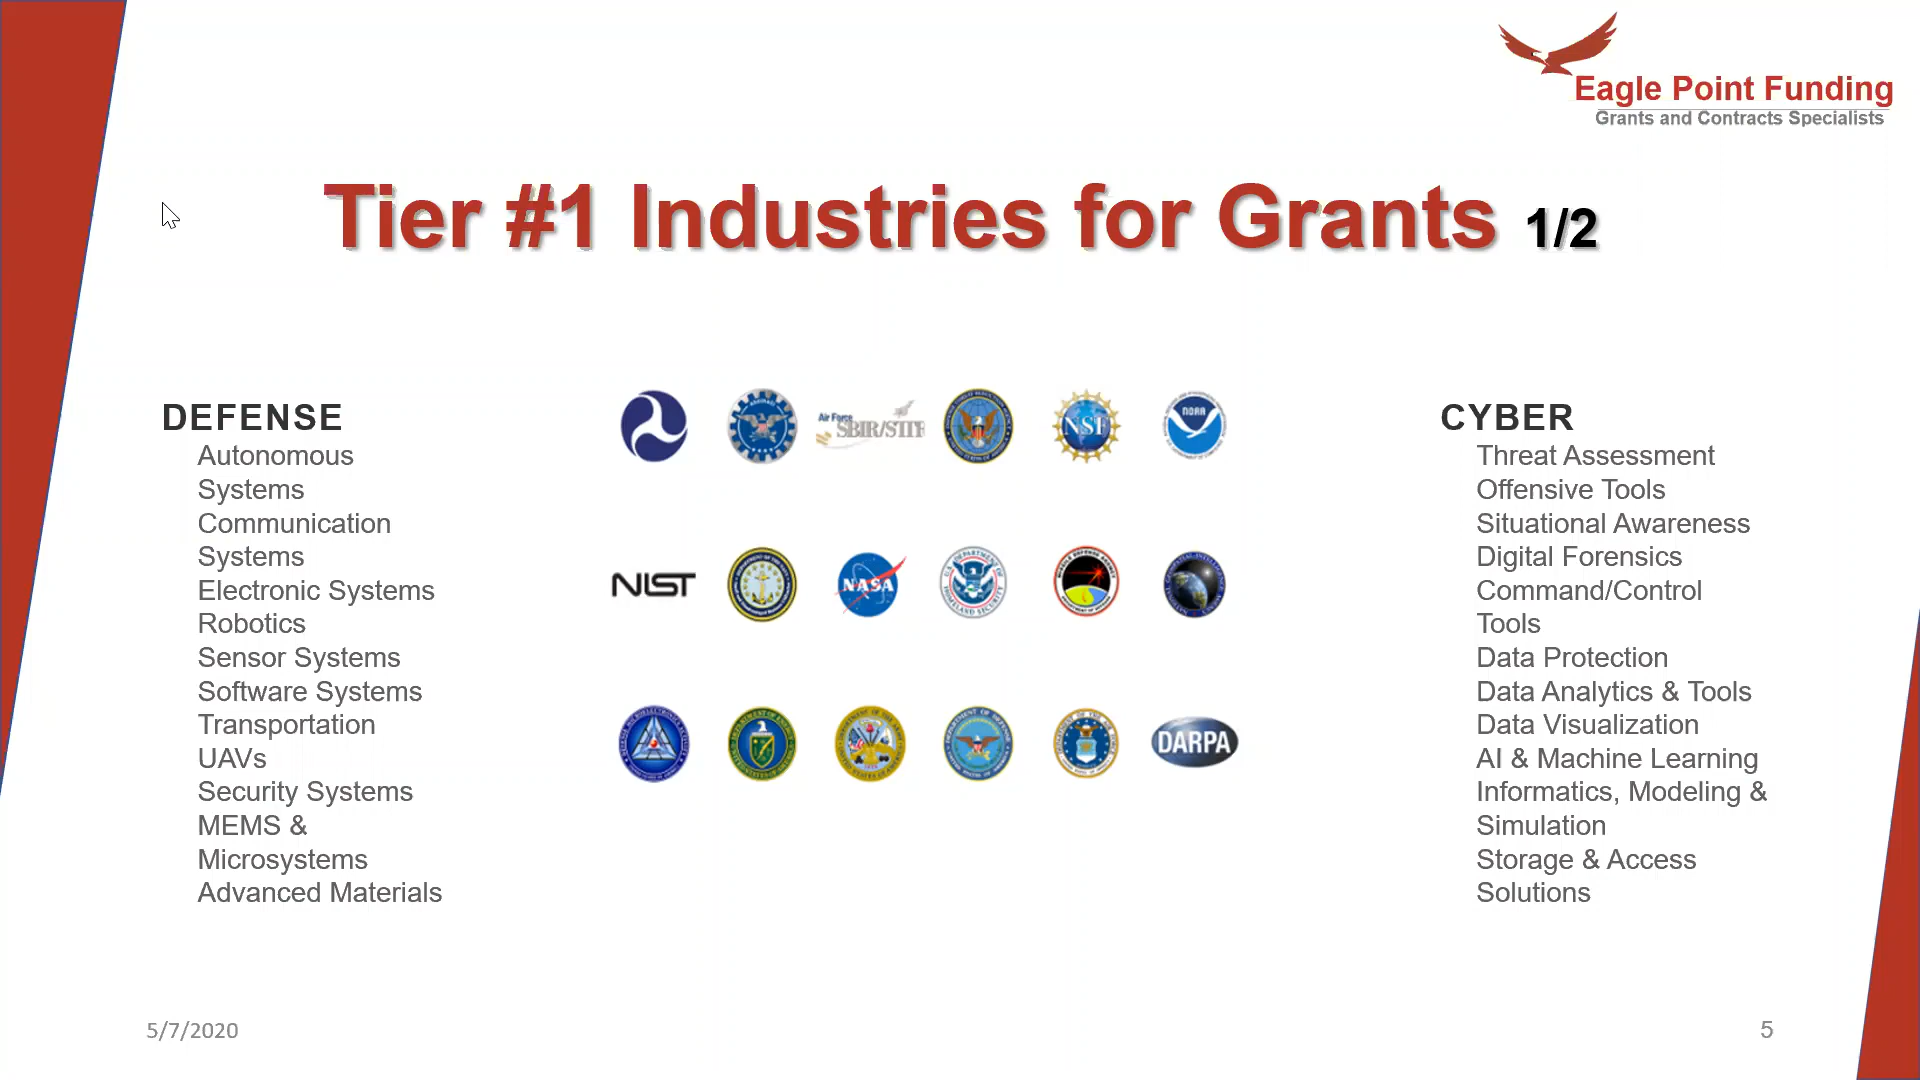 Eagle Point Funding
Grants and Contracts Specialists
Tier #1 Industries for Grants 1/2
DEFENSE
Autonomous
Systems
Communication
Systems
Electronic Systems
Robotics
Sensor Systems
Software Systems
Transportation
UAVs
Security Systems
MEMS &
Microsystems
Advanced Materials
Air Force
SBIR/STTR
NSF
NOAA
NIST
NASA
DARPA
CYBER
Threat Assessment
Offensive Tools
Situational Awareness
Digital Forensics
Command/Control
Tools
Data Protection
Data Analytics & Tools
Data Visualization
AI & Machine Learning
Informatics, Modeling &
Simulation
Storage & Access
Solutions
5/7/2020
5